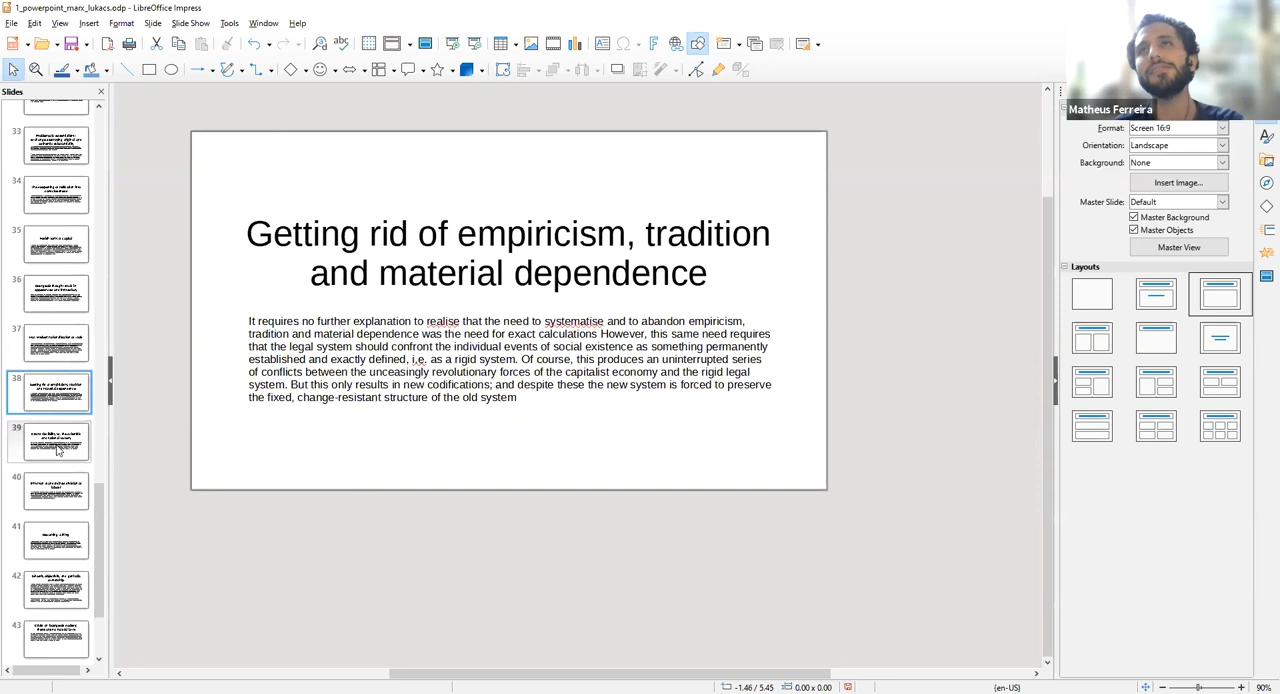 1_powerpoint_marx_lukacs.odp - LibreOffice Impress
File Edit View Insert Format Slide Slide Show Tools Window Help
Matheus Ferreira
Slides
Format: Screen 16:9
Orientation: Landscape
Background: None
Insert Image...
Master Slide: Default
Master Background
Master Objects
Master View
Layouts
33
34
35
36
37
38
39
40
41
42
43
Getting rid of empiricism, tradition
and material dependence
It requires no further explanation to realise that the need to systematise and to abandon empiricism,
tradition and material dependence was the need for exact calculations However, this same need requires
that the legal system should confront the individual events of social existence as something permanently
established and exactly defined, i.e. as a rigid system. Of course, this produces an uninterrupted series
of conflicts between the unceasingly revolutionary forces of the capitalist economy and the rigid legal
system. But this only results in new codifications; and despite these the new system is forced to preserve
the fixed, change-resistant structure of the old system
-1.46 / 5.45 0.00 x 0.00 (en-US) 90%